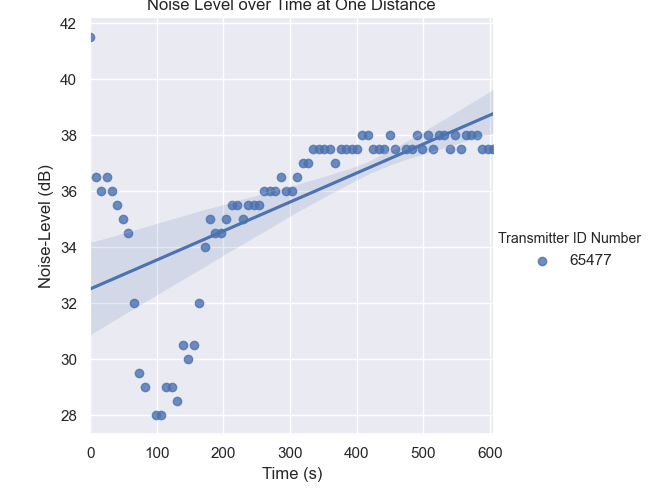 Noise Level over Time at One Distance
42
40
38
36
34
32
30
28
Noise-Level (dB)
0 100 200 300 400 500 600
Time (s)
Transmitter ID Number
65477